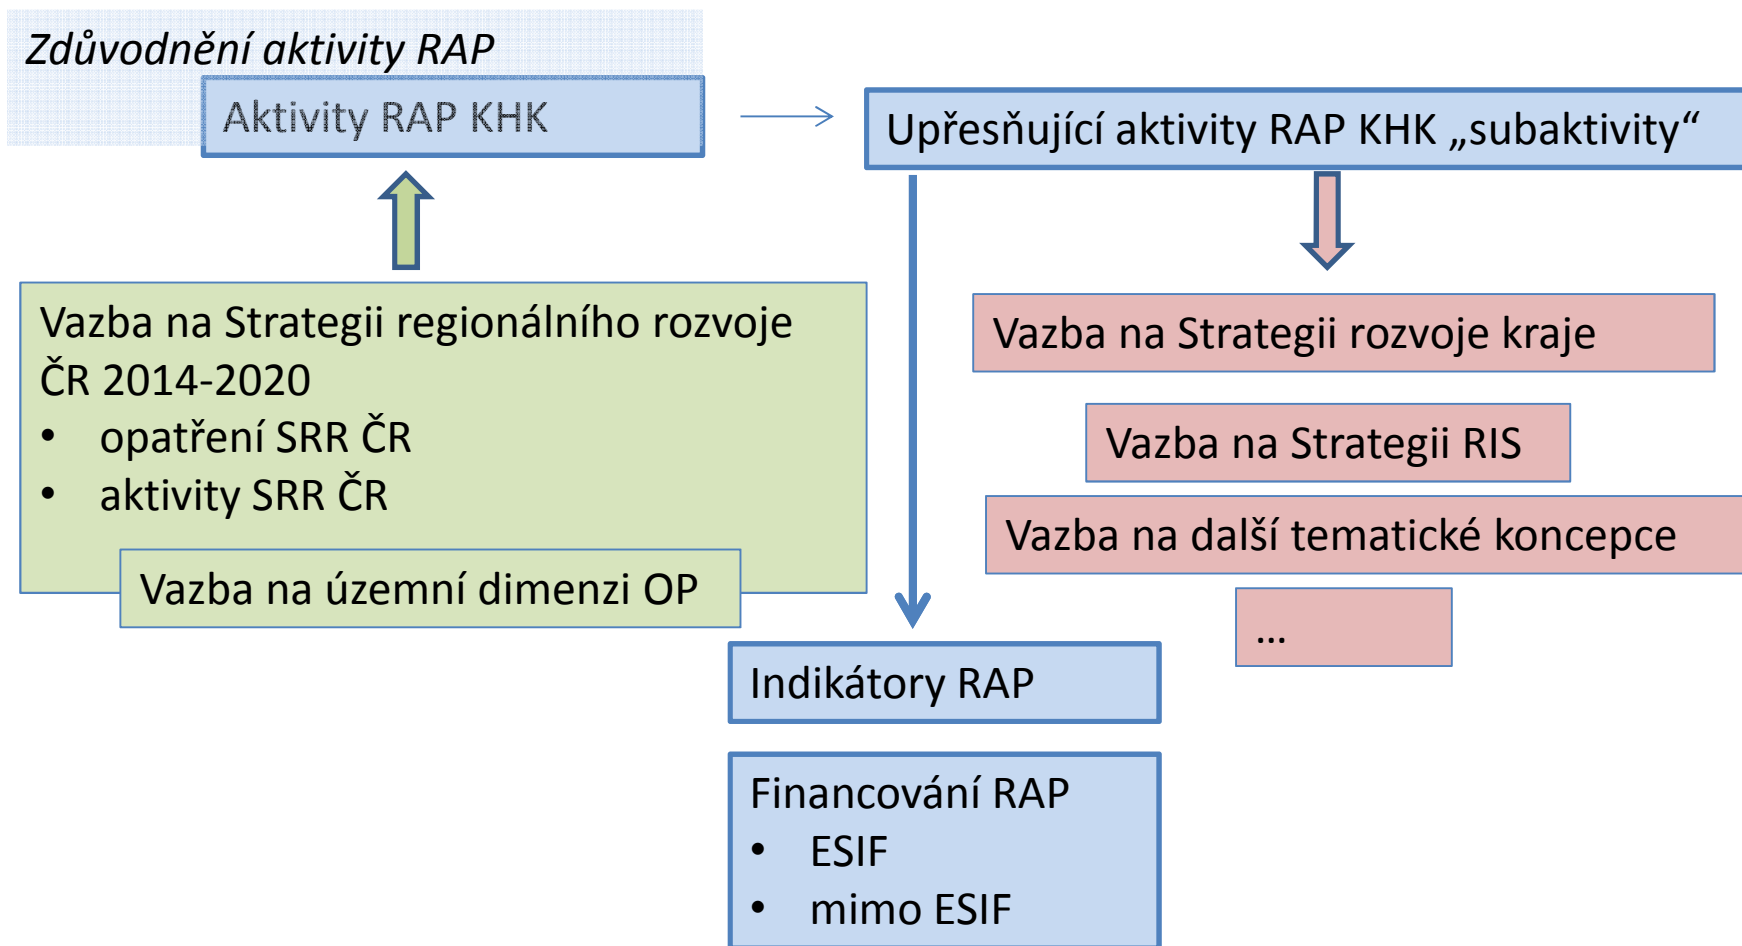 Zdůvodnění aktivity RAP
Aktivity RAP KHK
Upřesňující aktivity RAP KHK „subaktivity“
Vazba na Strategii regionálního rozvoje
ČR 2014-2020
• opatření SRR ČR
• aktivity SRR ČR
Vazba na územní dimenzi OP
Vazba na Strategii rozvoje kraje
Vazba na Strategii RIS
Vazba na další tematické koncepce
...
Indikátory RAP
Financování RAP
• ESIF
• mimo ESIF